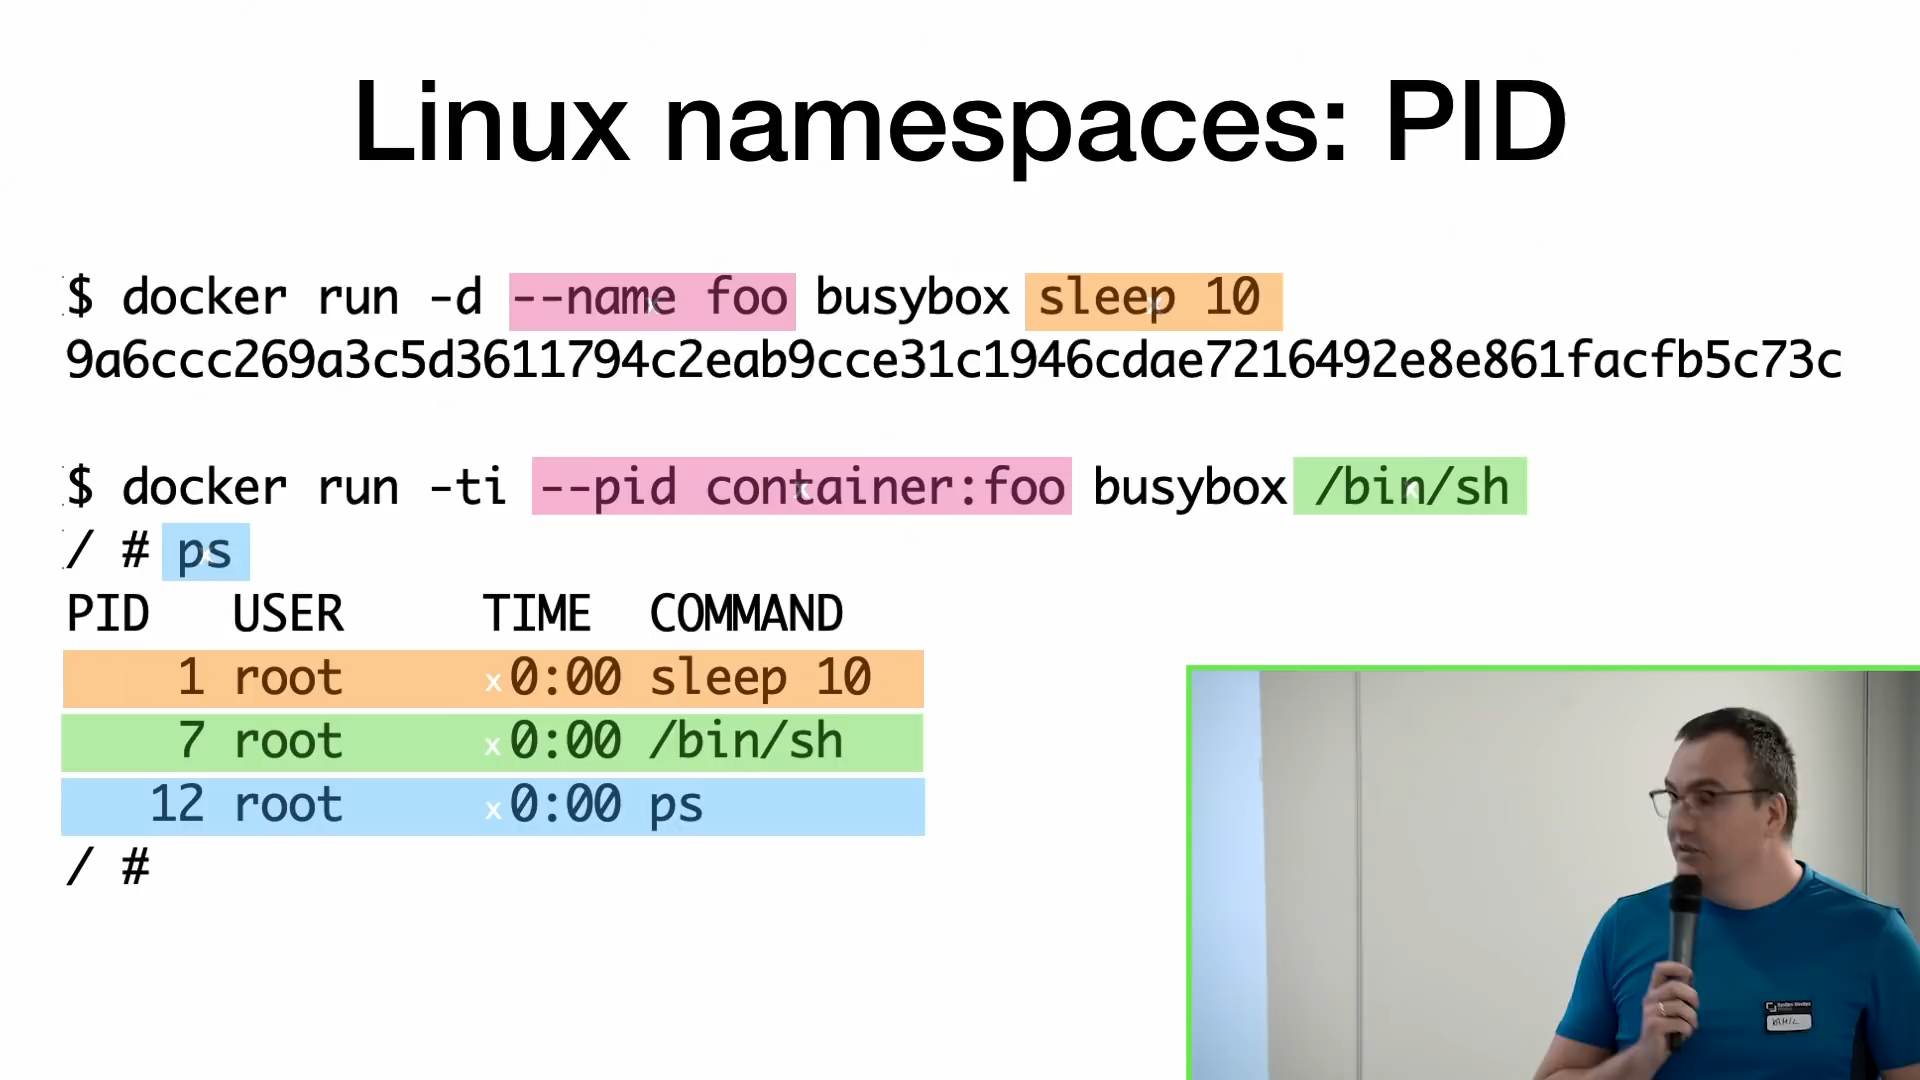 Linux namespaces: PID
$ docker run -d --name foo busybox sleep 10
9a6ccc269a3c5d3611794c2eab9cce31c1946cdae7216492e8e861facfb5c73c
$ docker run -ti --pid container:foo busybox /bin/sh
/ # ps
PID USER TIME COMMAND
1 root 0:00 sleep 10
7 root 0:00 /bin/sh
12 root 0:00 ps
/ #